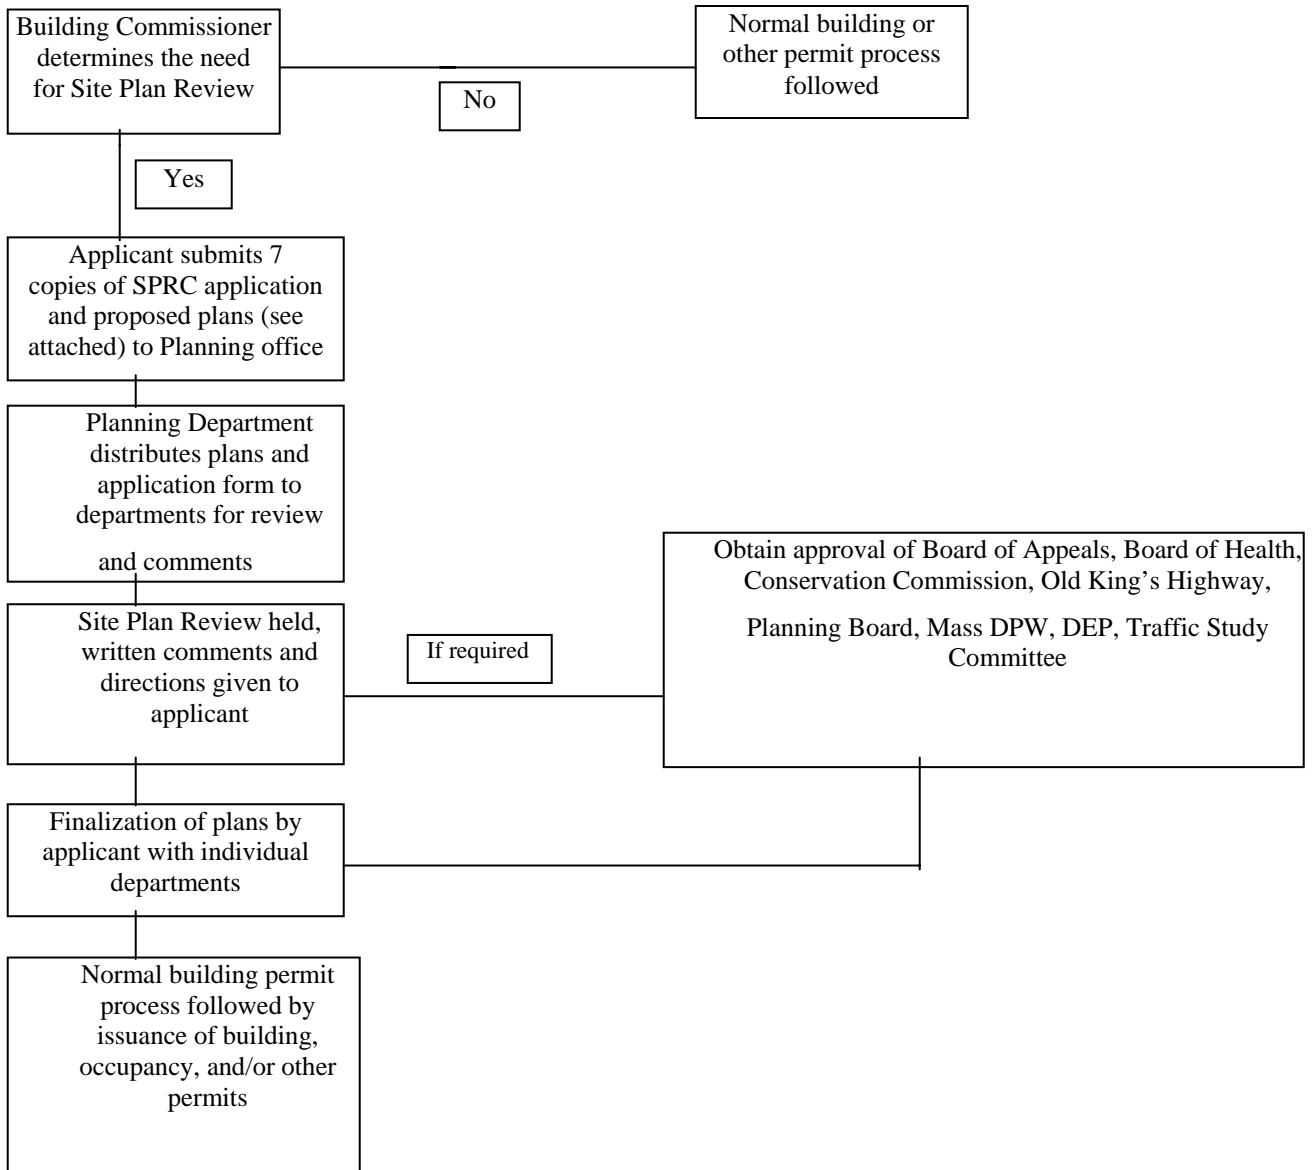 Building Commissioner
determines the need
for Site Plan Review
No
Normal building or
other permit process
followed
Yes
Applicant submits 7
copies of SPRC application
and proposed plans (see
attached) to Planning office
Planning Department
distributes plans and
application form to
departments for review
and comments
Site Plan Review held,
written comments and
directions given to
applicant
If required
Obtain approval of Board of Appeals, Board of Health,
Conservation Commission, Old King’s Highway,
Planning Board, Mass DPW, DEP, Traffic Study
Committee
Finalization of plans by
applicant with individual
departments
Normal building permit
process followed by
issuance of building,
occupancy, and/or other
permits